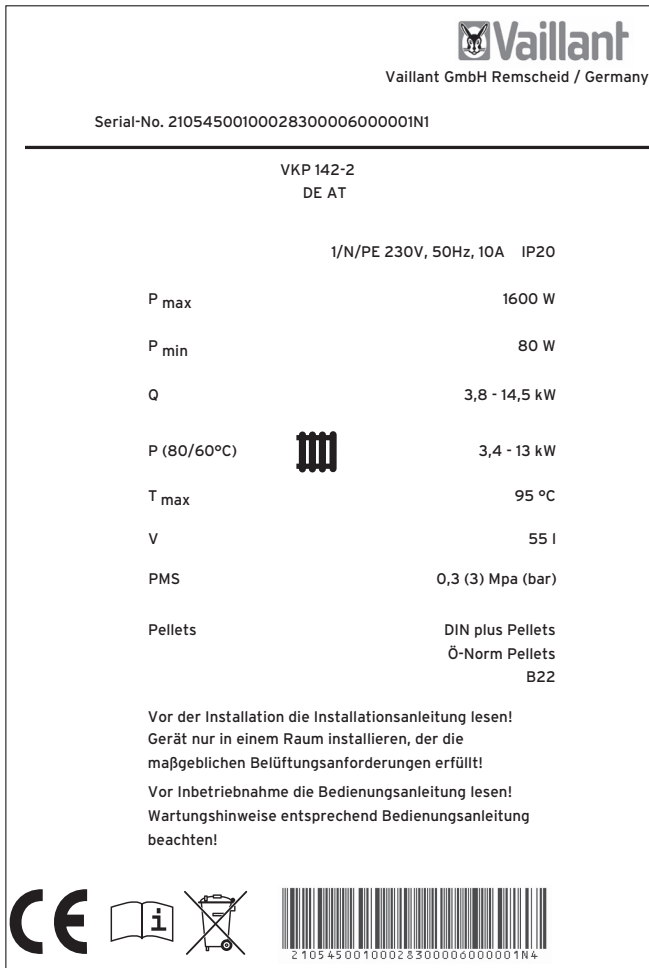 Vaillant
Vaillant GmbH Remscheid / Germany
Serial-No. 21054500100028300006000001N1
VKP 142-2
DE AT
1/N/PE 230V, 50Hz, 10A IP20
P max 1600 W
P min 80 W
Q 3,8 - 14,5 kW
P (80/60°C) 3,4 - 13 kW
T max 95 °C
V 55 l
PMS 0,3 (3) Mpa (bar)
Pellets DIN plus Pellets
Ö-Norm Pellets
B22
Vor der Installation die Installationsanleitung lesen!
Gerät nur in einem Raum installieren, der die
maßgeblichen Belüftungsanforderungen erfüllt!
Vor Inbetriebnahme die Bedienungsanleitung lesen!
Wartungshinweise entsprechend Bedienungsanleitung
beachten!
CE i
21054500100028300006000001N4